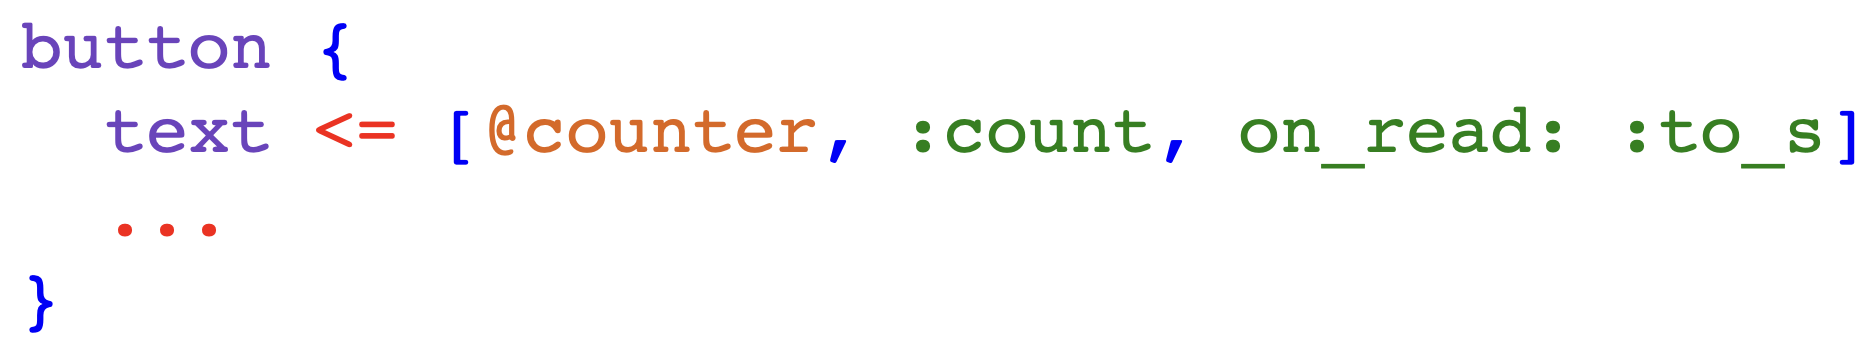 button {
  text <= [@counter, :count, on_read: :to_s]
  ...
}